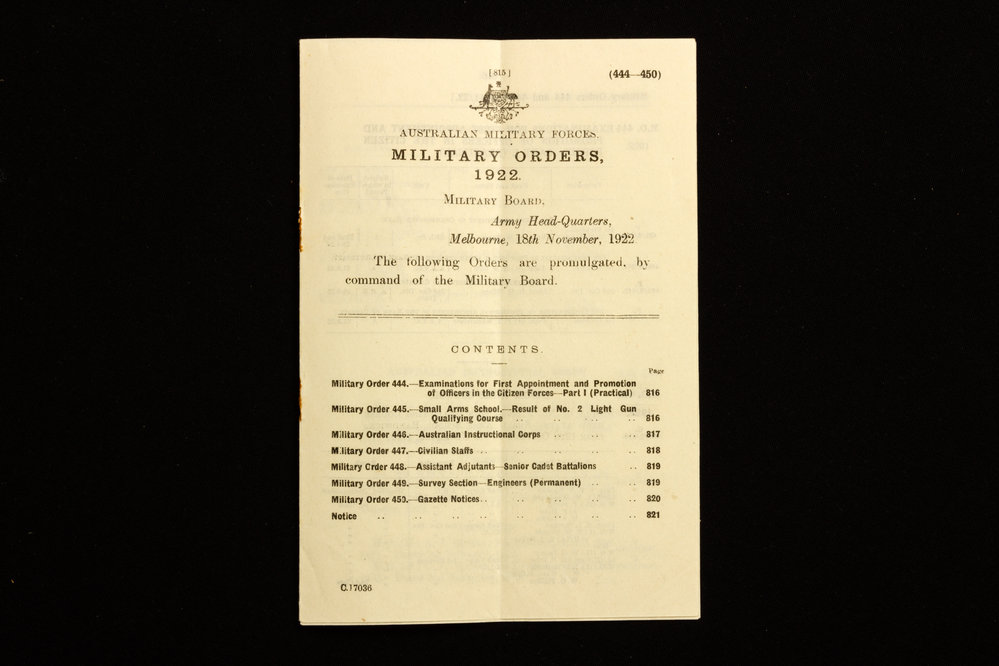 [815]
(444—450)
AUSTRALIAN MILITARY FORCES.
MILITARY ORDERS,
1922.
MILITARY BOARD,
Army Head-Quarters,
Melbourne, 18th November, 1922
The following Orders are promulgated, by
command of the Military Board.
CONTENTS.
Page
Military Order 444.—Examinations for First Appointment and Promotion
of Officers in the Citizen Forces—Part I (Practical) 816
Military Order 445.—Small Arms School.—Result of No. 2 Light Gun
Qualifying Course .. .. .. .. 816
Military Order 446.—Australian Instructional Corps .. .. .. 817
Military Order 447.—Civilian Staffs .. .. .. .. .. 818
Military Order 448.—Assistant Adjutants—Senior Cadet Battalions .. 819
Military Order 449.—Survey Section—Engineers (Permanent) .. .. 819
Military Order 450.—Gazette Notices .. .. .. .. .. 820
Notice .. .. .. .. .. .. .. .. 821
C.17036